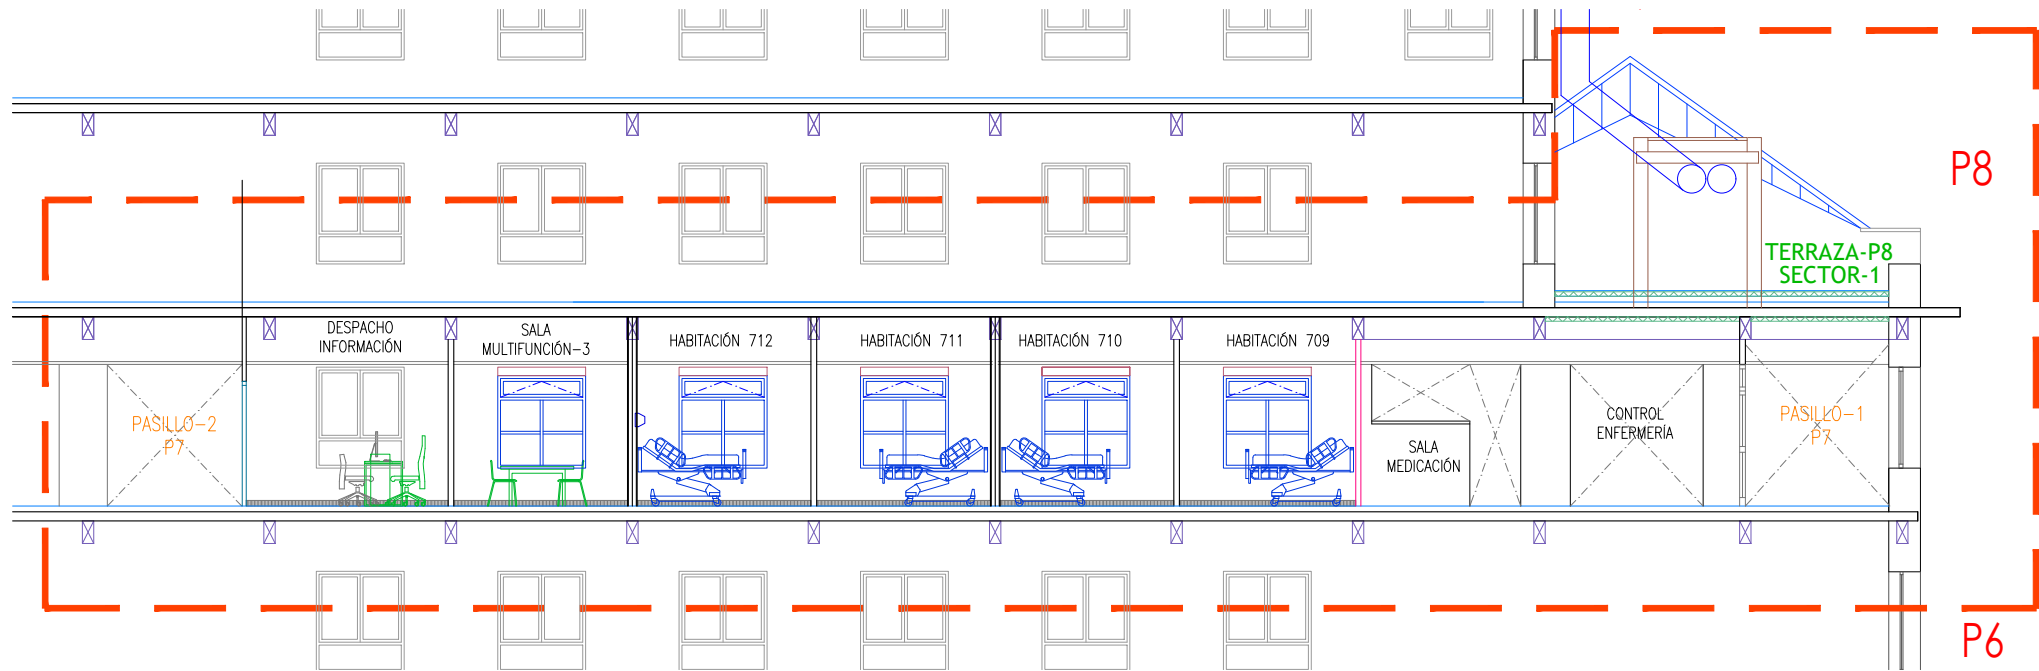 P8
TERRAZA-P8
SECTOR-1
DESPACHO
INFORMACIÓN
SALA
MULTIFUNCIÓN-3
HABITACIÓN 712
HABITACIÓN 711
HABITACIÓN 710
HABITACIÓN 709
PASILLO-2
P7
SALA
MEDICACIÓN
CONTROL
ENFERMERÍA
PASILLO-1
P7
P6